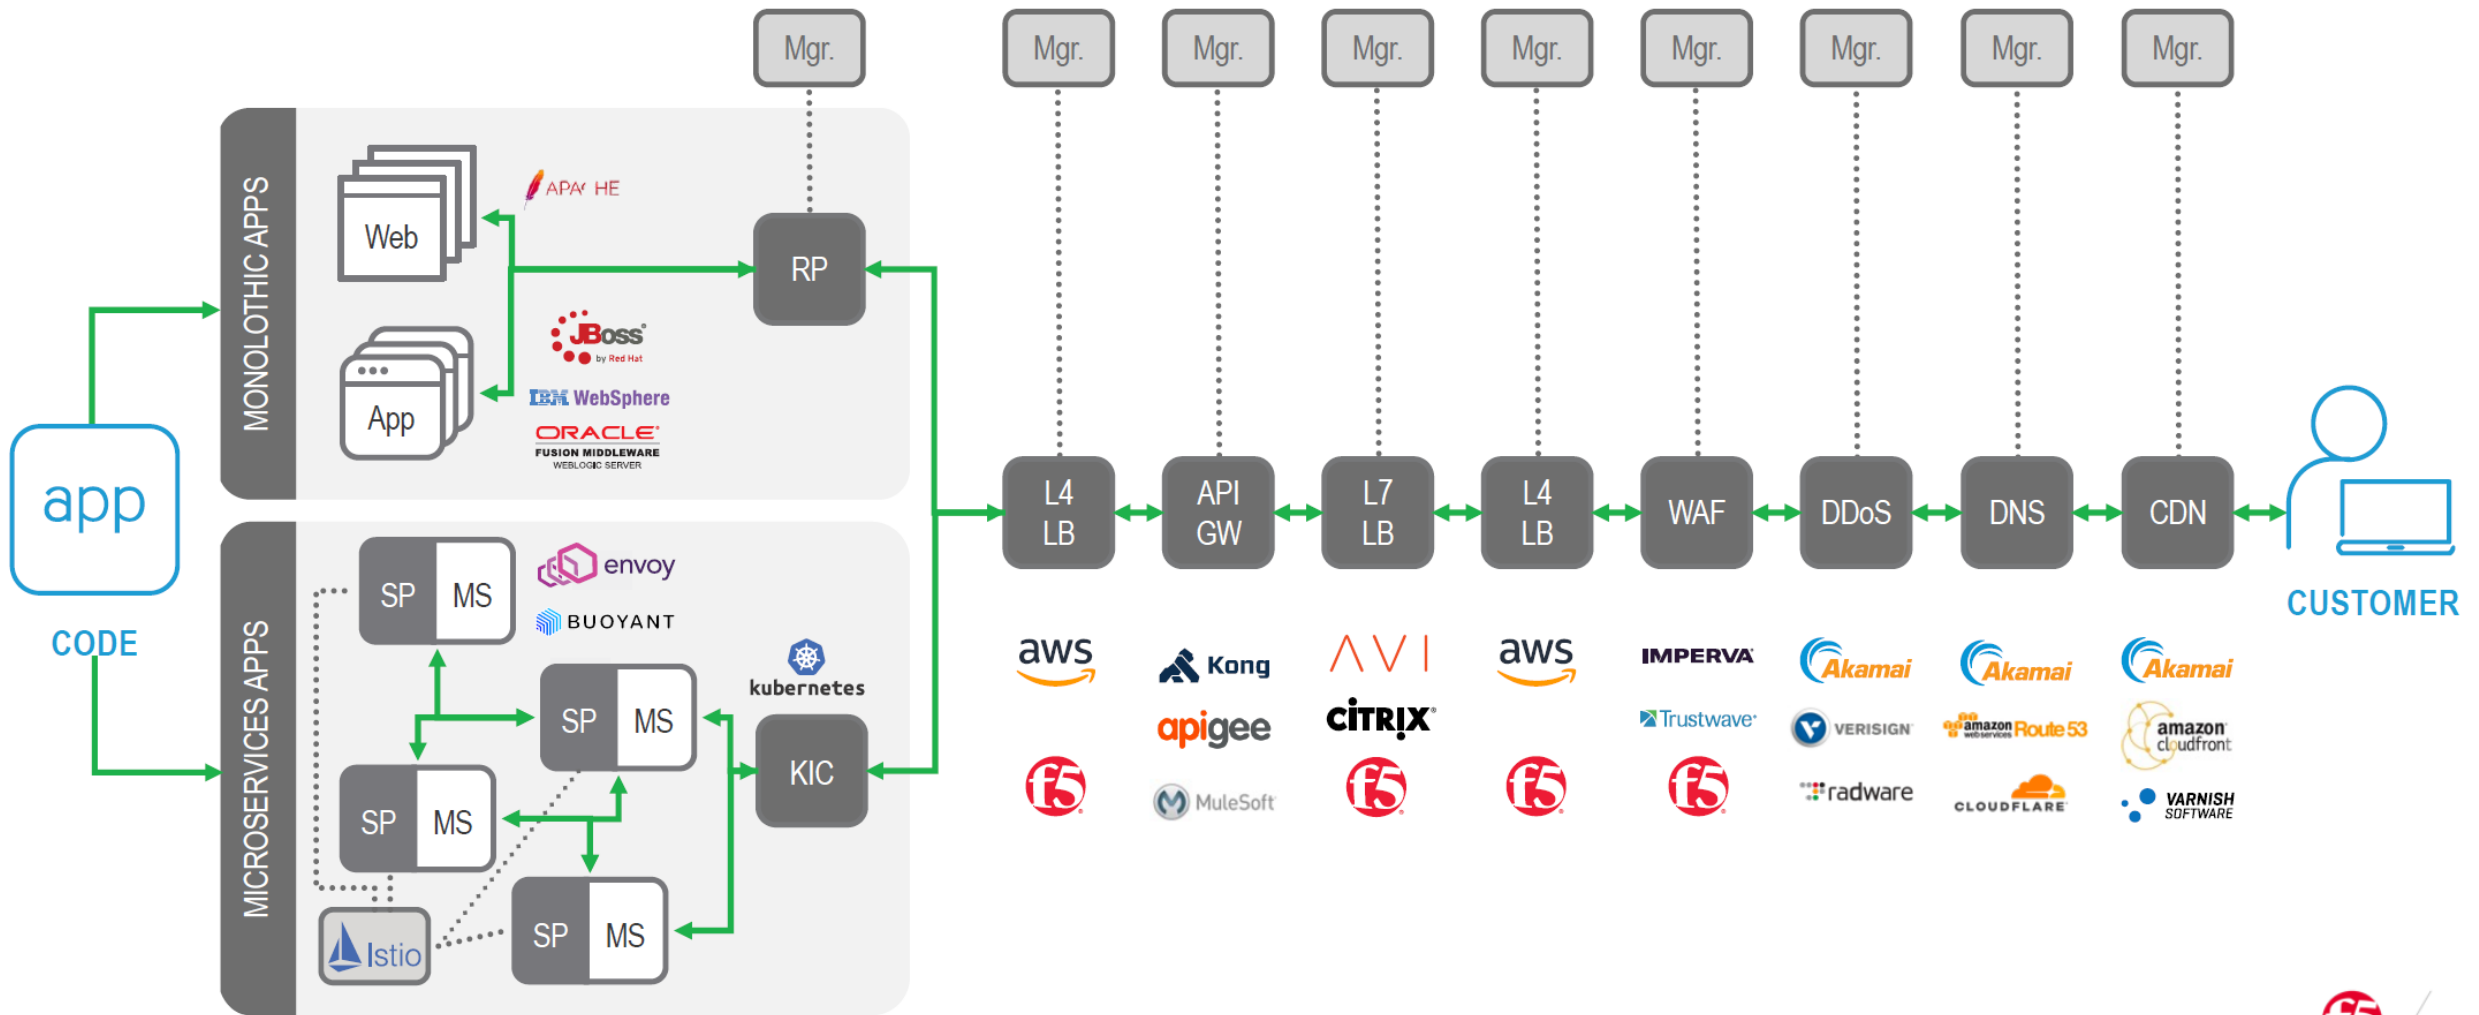 Mgr.
Mgr.
Mgr.
Mgr.
Mgr.
Mgr.
Mgr.
Mgr.
Mgr.
MONOLOTHIC APPS
Web
APACHE
RP
JBoss
by Red Hat
App
IBM WebSphere
ORACLE
FUSION MIDDLEWARE
WEBLOGIC SERVER
app
CODE
MICROSERVICES APPS
SP MS
envoy
BUOYANT
kubernetes
SP MS
KIC
SP MS
SP MS
Istio
L4
LB
API
GW
L7
LB
L4
LB
WAF
DDoS
DNS
CDN
CUSTOMER
aws
f5
Kong
apigee
MuleSoft
AVI
CITRIX
f5
aws
f5
IMPERVA
Trustwave
f5
Akamai
VERISIGN
radware
Akamai
amazon
webservices
Route 53
CLOUDFLARE
Akamai
amazon
cloudfront
VARNISH
SOFTWARE
f5